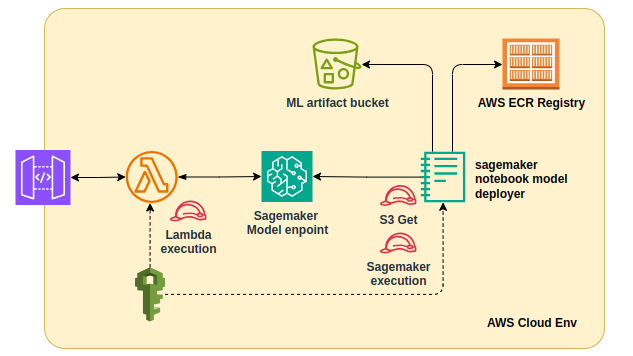 ML artifact bucket
AWS ECR Registry
sagemaker
notebook model
deployer
</>
Sagemaker
Model enpoint
Lambda
execution
S3 Get
Sagemaker
execution
AWS Cloud Env